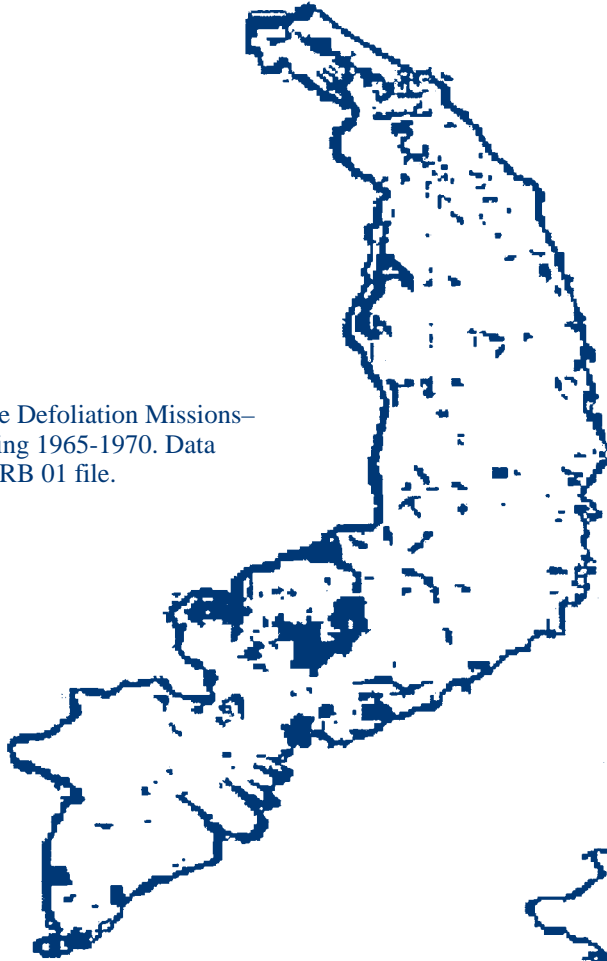 e Defoliation Missions–
ing 1965-1970. Data
RB 01 file.